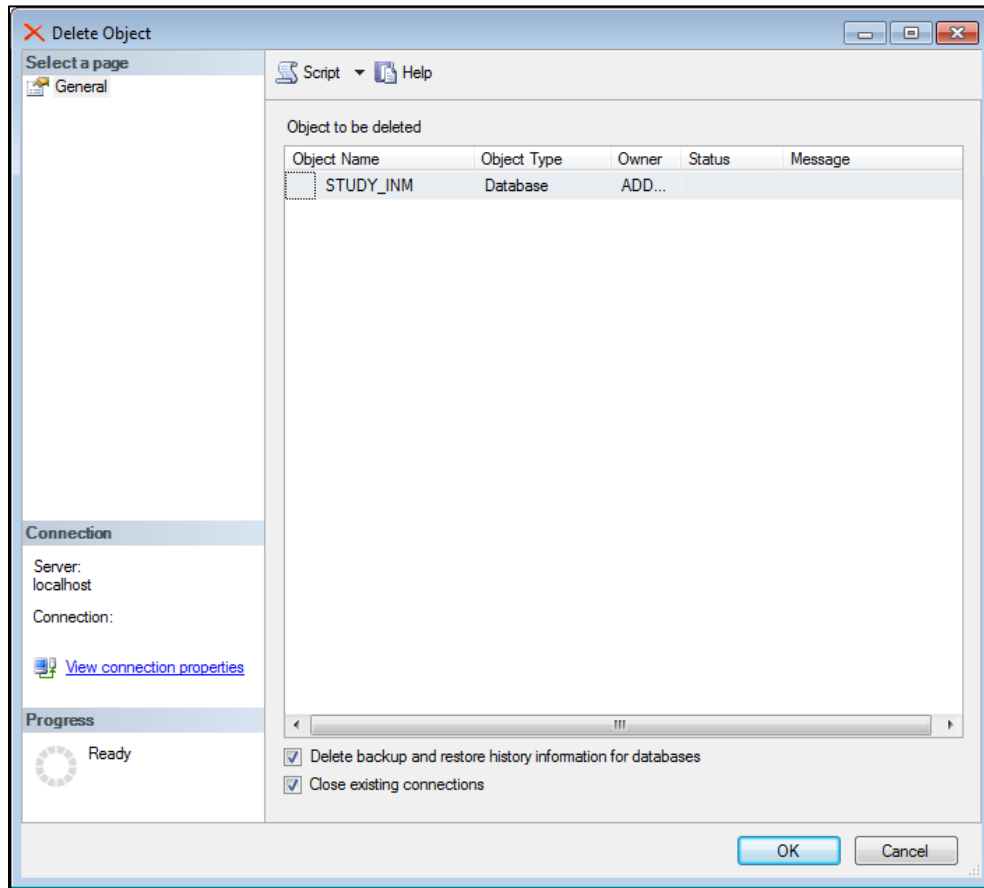 Delete Object
Select a page
General
Script Help
Object to be deleted
Object Name Object Type Owner Status Message
STUDY_INM Database ADD...
Connection
Server:
localhost
Connection:
View connection properties
Progress
Ready
Delete backup and restore history information for databases
Close existing connections
OK Cancel